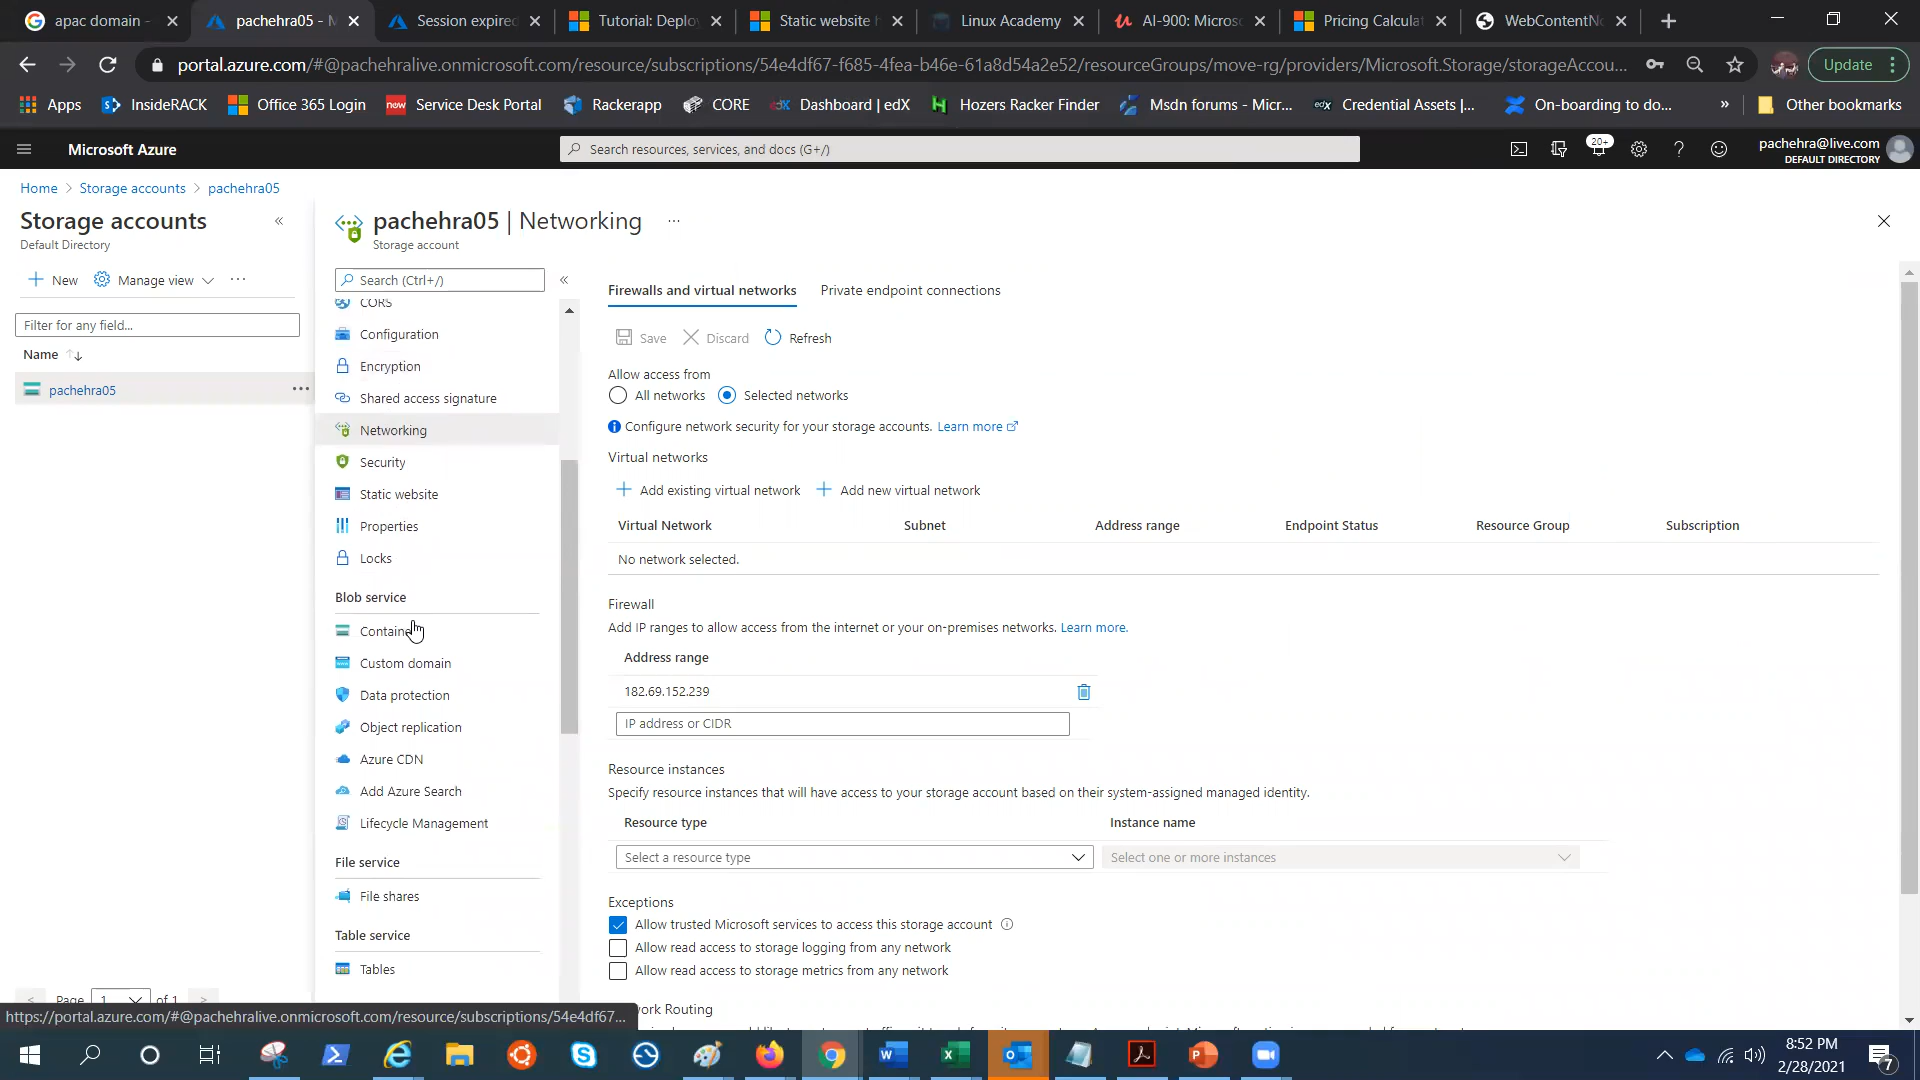 apac domain -
pachehra05 - M
Session expired
Tutorial: Deploy
Static website h
Linux Academy
AI-900: Microso
Pricing Calculat
WebContentNo
portal.azure.com/#@pachehralive.onmicrosoft.com/resource/subscriptions/54e4df67-f685-4fea-b46e-61a8d54a2e52/resourceGroups/move-rg/providers/Microsoft.Storage/storageAccou...
Update
Apps
InsideRACK
Office 365 Login
now
Service Desk Portal
Rackerapp
CORE
Dashboard | edX
Hozers Racker Finder
Msdn forums - Micr...
Credential Assets |...
On-boarding to do...
»
Other bookmarks
Microsoft Azure
Search resources, services, and docs (G+/)
20+
pachehra@live.com
DEFAULT DIRECTORY
Home > Storage accounts > pachehra05
Storage accounts
Default Directory
New
Manage view
Filter for any field...
Name
pachehra05
Page 1 of 1
pachehra05 | Networking
Storage account
Search (Ctrl+/)
CORS
Configuration
Encryption
Shared access signature
Networking
Security
Static website
Properties
Locks
Blob service
Contain
Custom domain
Data protection
Object replication
Azure CDN
Add Azure Search
Lifecycle Management
File service
File shares
Table service
Tables
Firewalls and virtual networks
Private endpoint connections
Save
Discard
Refresh
Allow access from
All networks
Selected networks
Configure network security for your storage accounts. Learn more
Virtual networks
Add existing virtual network
Add new virtual network
Virtual Network
Subnet
Address range
Endpoint Status
Resource Group
Subscription
No network selected.
Firewall
Add IP ranges to allow access from the internet or your on-premises networks. Learn more.
Address range
182.69.152.239
IP address or CIDR
Resource instances
Specify resource instances that will have access to your storage account based on their system-assigned managed identity.
Resource type
Instance name
Select a resource type
Select one or more instances
Exceptions
Allow trusted Microsoft services to access this storage account
Allow read access to storage logging from any network
Allow read access to storage metrics from any network
ork Routing
https://portal.azure.com/#@pachehralive.onmicrosoft.com/resource/subscriptions/54e4df67...
8:52 PM
2/28/2021
7